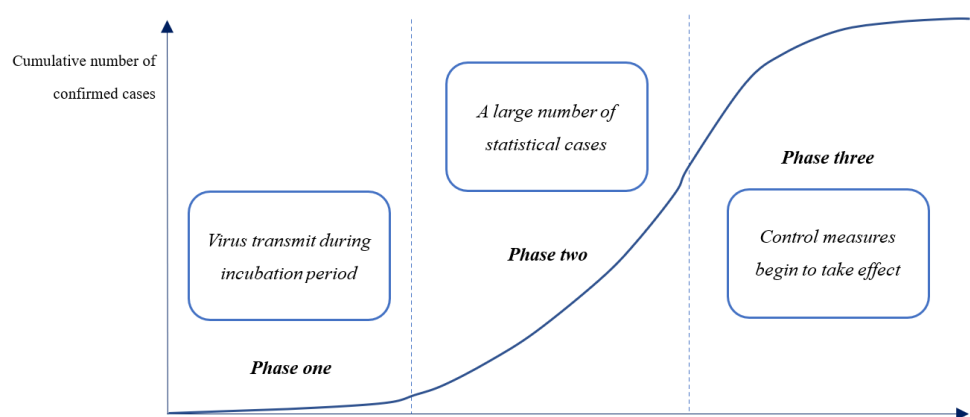 Cumulative number of
confirmed cases
Virus transmit during
incubation period
Phase one
A large number of
statistical cases
Phase two
Phase three
Control measures
begin to take effect